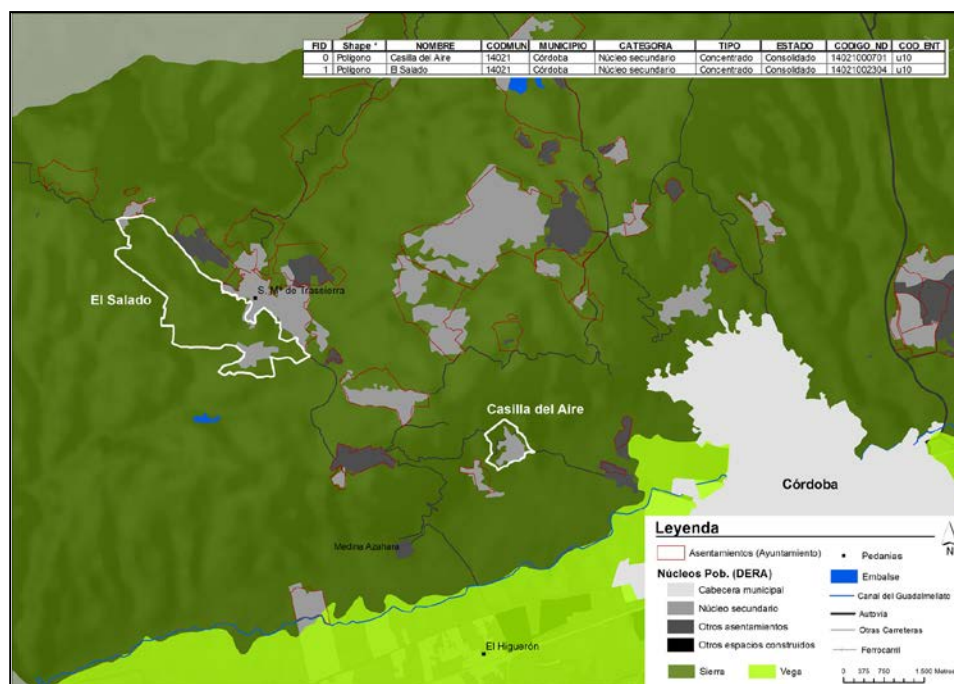 FID Shape * NOMBRE CODMUN MUNICIPIO CATEGORIA TIPO ESTADO CODIGO_ND COD_ENT
0 Polígono Casilla del Aire 14021 Córdoba Núcleo secundario Concentrado Consolidado 14021000701 u10
1 Polígono El Salado 14021 Córdoba Núcleo secundario Concentrado Consolidado 14021002304 u10
El Salado
S. Mª de Trassierra
Casilla del Aire
Córdoba
Medina Azahara
El Higuerón
Leyenda
N
Asentamientos (Ayuntamiento)
Núcleos Pob. (DERA)
Cabecera municipal
Núcleo secundario
Otros asentamientos
Otros espacios construidos
Sierra
Vega
Pedanías
Embalse
Canal del Guadalmellato
Autovía
Otras Carreteras
Ferrocarril
0 375 750 1.500 Metros